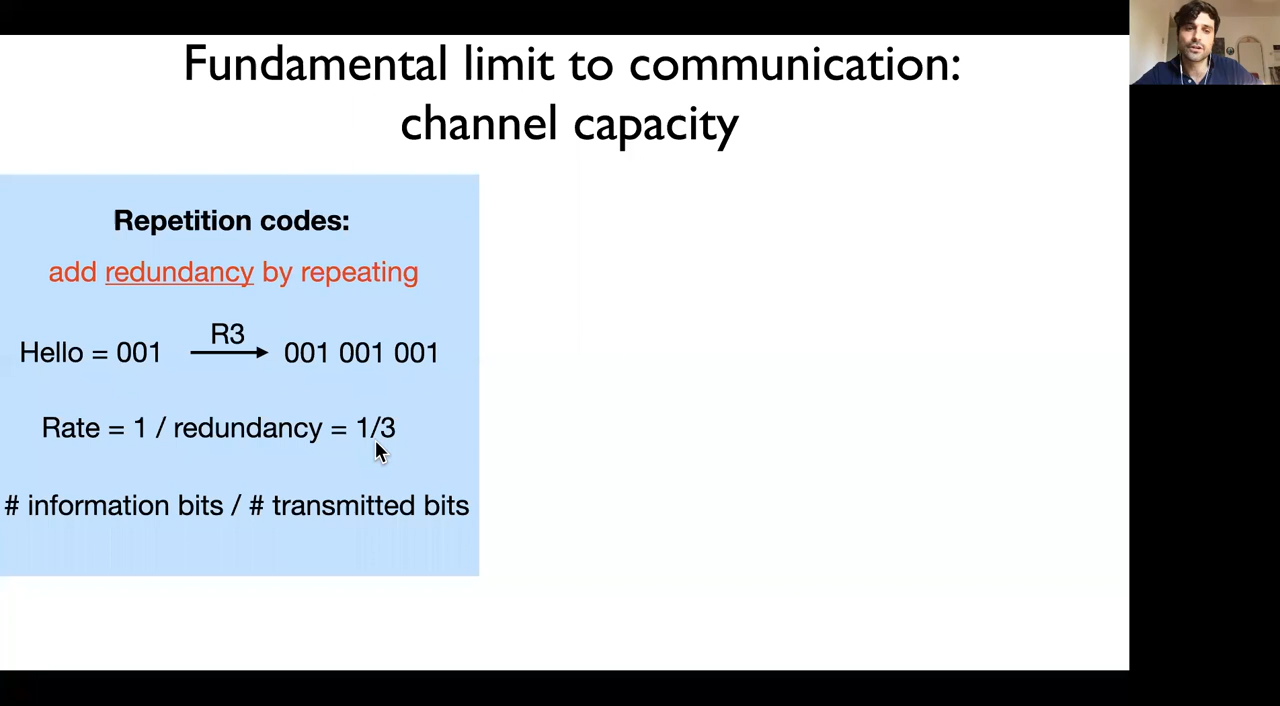 Fundamental limit to communication:
channel capacity
Repetition codes:
add redundancy by repeating
R3
Hello = 001 001 001 001
Rate = 1 / redundancy = 1/3
# information bits / # transmitted bits